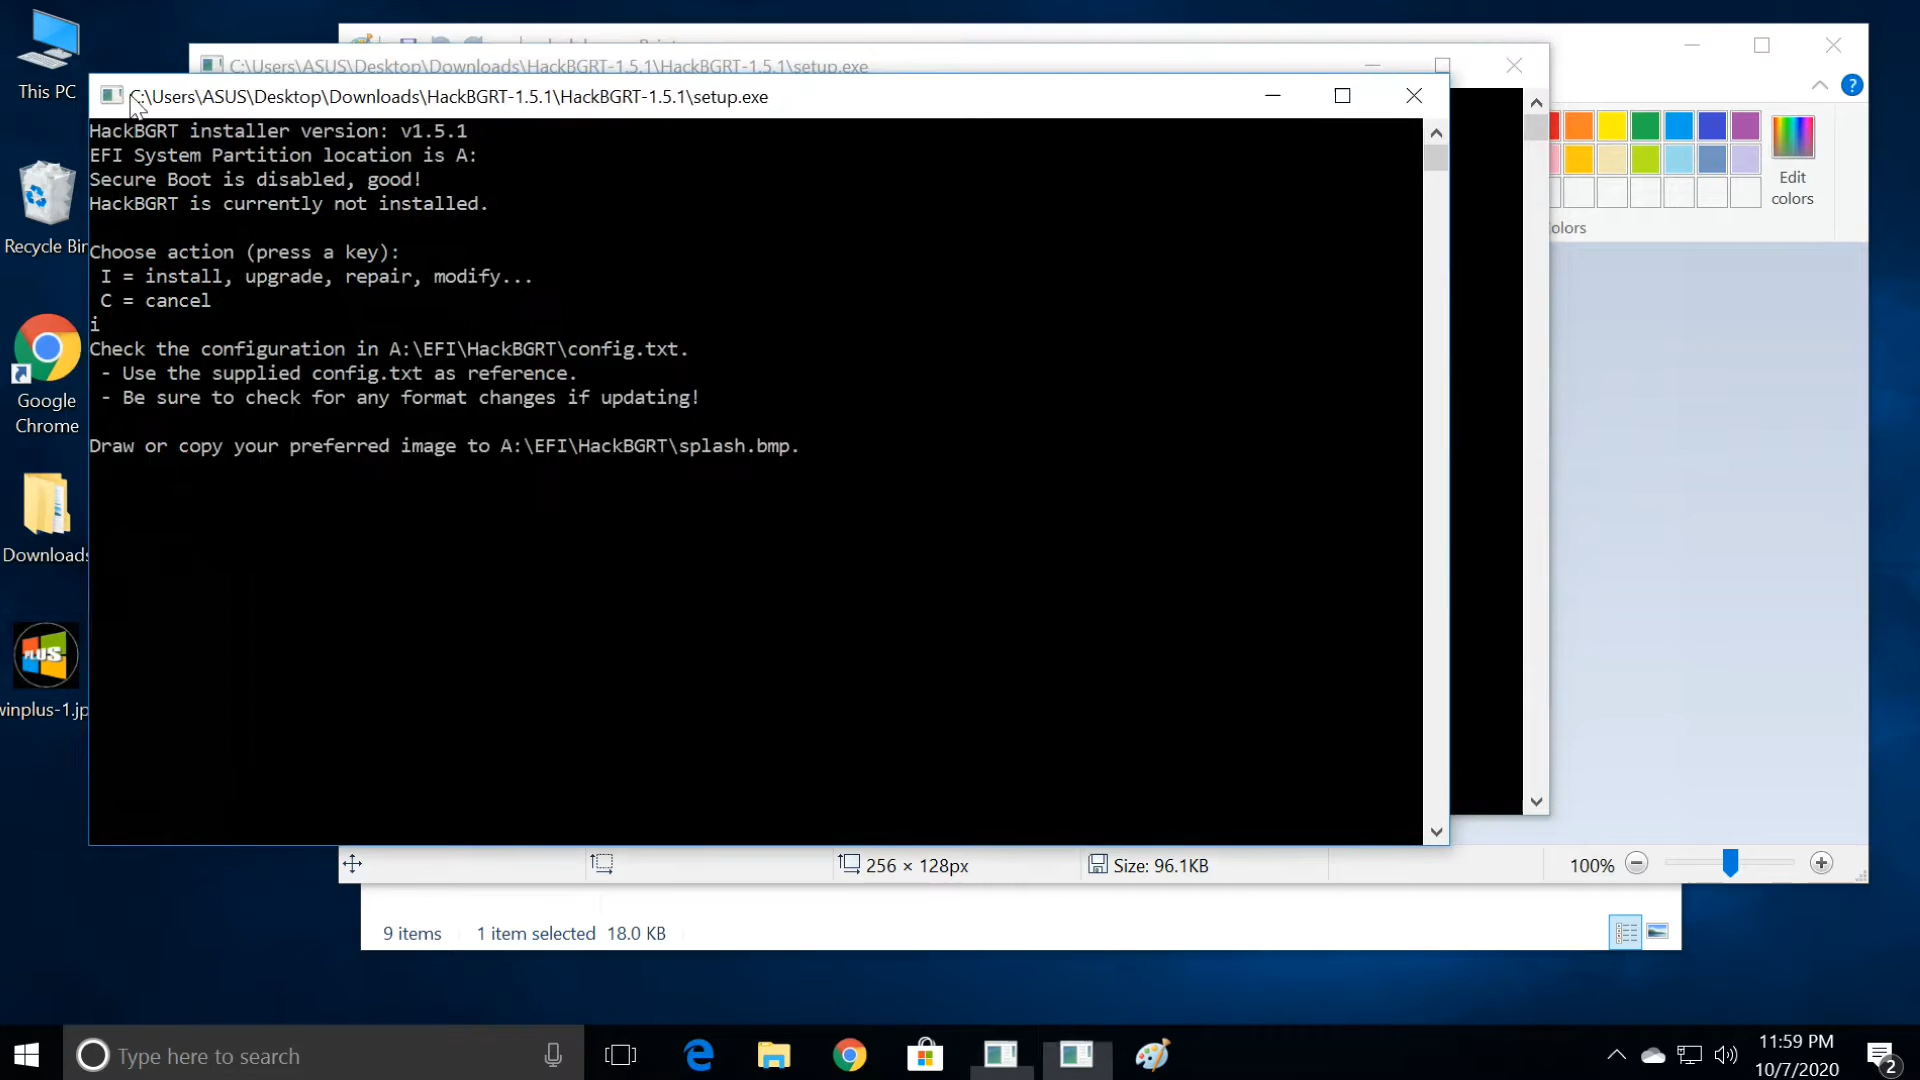 This PC
Recycle Bin
Google
Chrome
Downloads
winplus-1.jp
PLUS
C:\Users\ASUS\Desktop\Downloads\HackBGRT-1.5.1\HackBGRT-1.5.1\setup.exe
C:\Users\ASUS\Desktop\Downloads\HackBGRT-1.5.1\HackBGRT-1.5.1\setup.exe
HackBGRT installer version: v1.5.1
EFI System Partition location is A:
Secure Boot is disabled, good!
HackBGRT is currently not installed.
Choose action (press a key):
I = install, upgrade, repair, modify...
C = cancel
i
Check the configuration in A:\EFI\HackBGRT\config.txt.
- Use the supplied config.txt as reference.
- Be sure to check for any format changes if updating!
Draw or copy your preferred image to A:\EFI\HackBGRT\splash.bmp.
Edit
colors
olors
256 × 128px
Size: 96.1KB
100%
9 items
1 item selected 18.0 KB
Type here to search
11:59 PM
10/7/2020
2